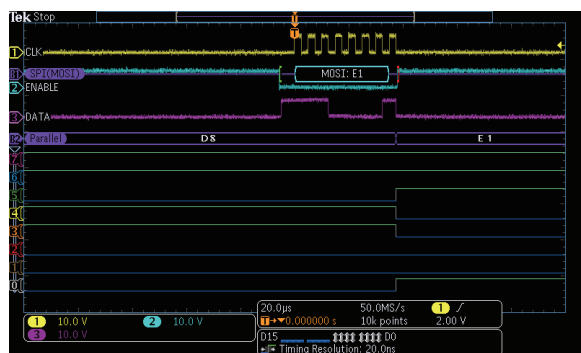 Tek Stop
T
T
1 CLK
B1 SPI(MOSI) MOSI: E1
2 ENABLE
3 DATA
B2 Parallel D8 E1
7
6
5
4
3
2
1
0
1 10.0 V 2 10.0 V
3 10.0 V
20.0µs 50.0MS/s 1
T→▼0.000000 s 10k points 2.00 V
D15 D0
Timing Resolution: 20.0ns